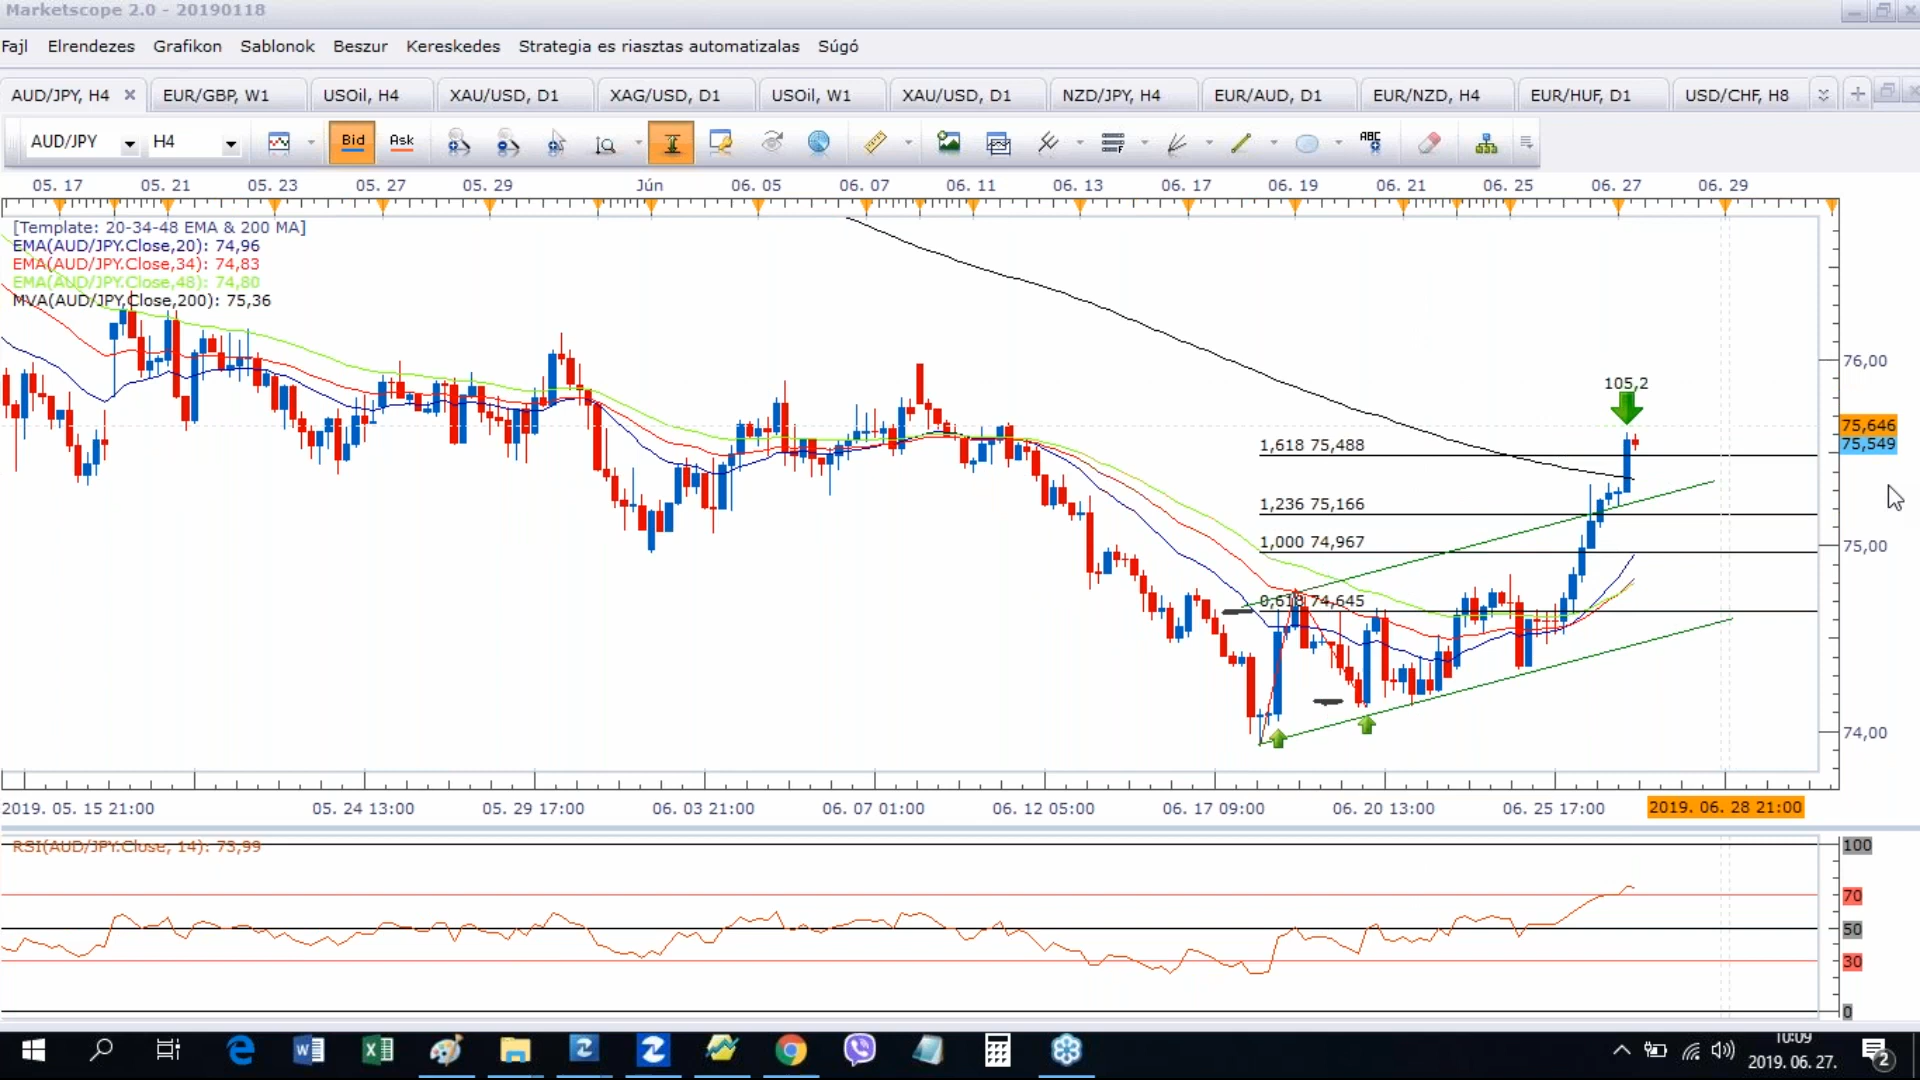 Marketscope 2.0 - 20190118
Fajl Elrendezes Grafikon Sablonok Beszur Kereskedes Strategia es riasztas automatizalas Súgó
AUD/JPY, H4 EUR/GBP, W1 USOil, H4 XAU/USD, D1 XAG/USD, D1 USOil, W1 XAU/USD, D1 NZD/JPY, H4 EUR/AUD, D1 EUR/NZD, H4 EUR/HUF, D1 USD/CHF, H8
AUD/JPY H4 Bid Ask ABC
05. 17 05. 21 05. 23 05. 27 05. 29 Jún 06. 05 06. 07 06. 11 06. 13 06. 17 06. 19 06. 21 06. 25 06. 27 06. 29
[Template: 20-34-48 EMA & 200 MA]
EMA(AUD/JPY.Close,20): 74,96
EMA(AUD/JPY.Close,34): 74,83
EMA(AUD/JPY.Close,48): 74,80
MVA(AUD/JPY.Close,200): 75,36
76,00
105,2
75,646
75,549
1,618 75,488
1,236 75,166
1,000 74,967
75,00
0,618 74,645
74,00
2019. 05. 15 21:00 05. 24 13:00 05. 29 17:00 06. 03 21:00 06. 07 01:00 06. 12 05:00 06. 17 09:00 06. 20 13:00 06. 25 17:00 2019. 06. 28 21:00
RSI(AUD/JPY.Close, 14): 73,99
100
70
50
30
0
10:09
2019. 06. 27.
2